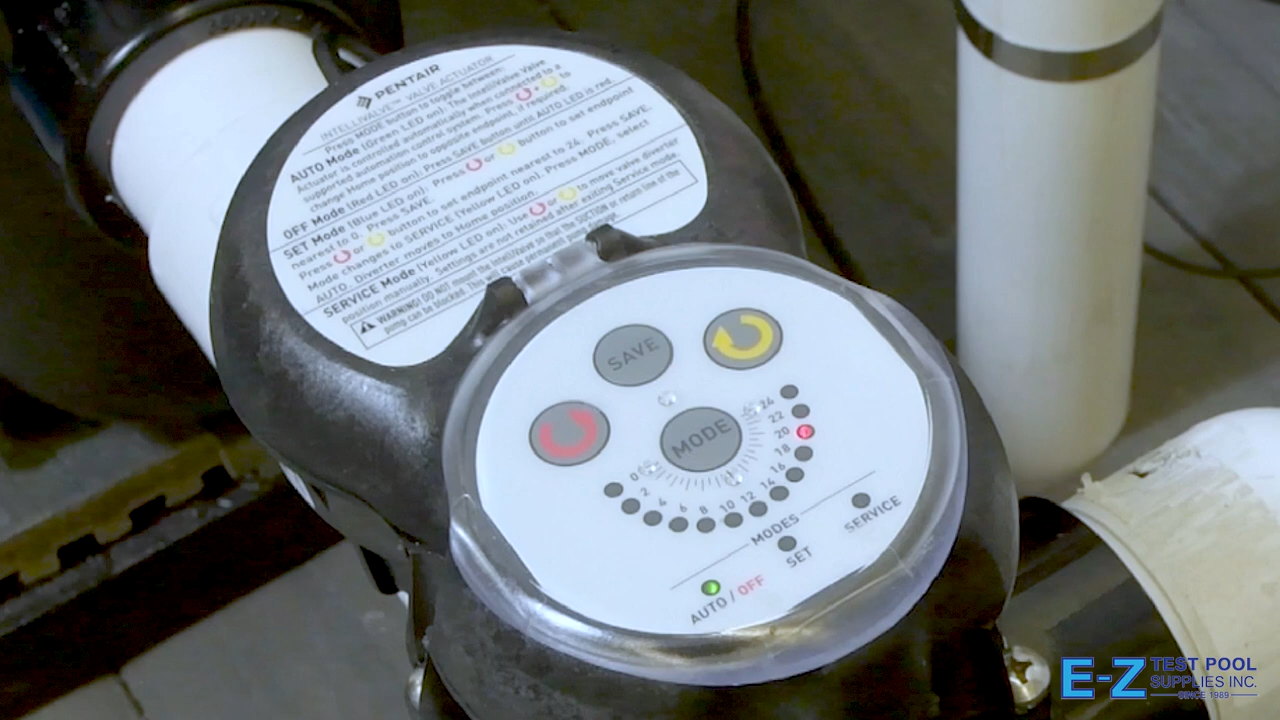 PENTAIR
INTELLIVALVE™ VALVE ACTUATOR
Press MODE button to toggle between:
AUTO Mode (Green LED on): The IntelliValve Valve
Actuator is controlled automatically when connected to a
supported automation control system. Press + to
change Home position to opposite endpoint, if required.
OFF Mode (Red LED on): Press SAVE button until AUTO LED is red.
SET Mode (Blue LED on): Press or button to set endpoint
nearest to 0. Press SAVE.
Press or button to set endpoint nearest to 24. Press SAVE.
Mode changes to SERVICE (Yellow LED on). Press MODE, select
AUTO. Diverter moves to Home position.
SERVICE Mode (Yellow LED on): Use or to move valve diverter
position manually. Settings are not retained after exiting Service mode.
WARNING! DO NOT mount the IntelliValve so that the SUCTION or return line of the
pump can be blocked. This will
SAVE
MODE
0 2 4 6 8 10 12 14 16 18 20 22 24
MODES
AUTO / OFF
SET
SERVICE
E-Z TEST POOL
SUPPLIES INC.
SINCE 1989